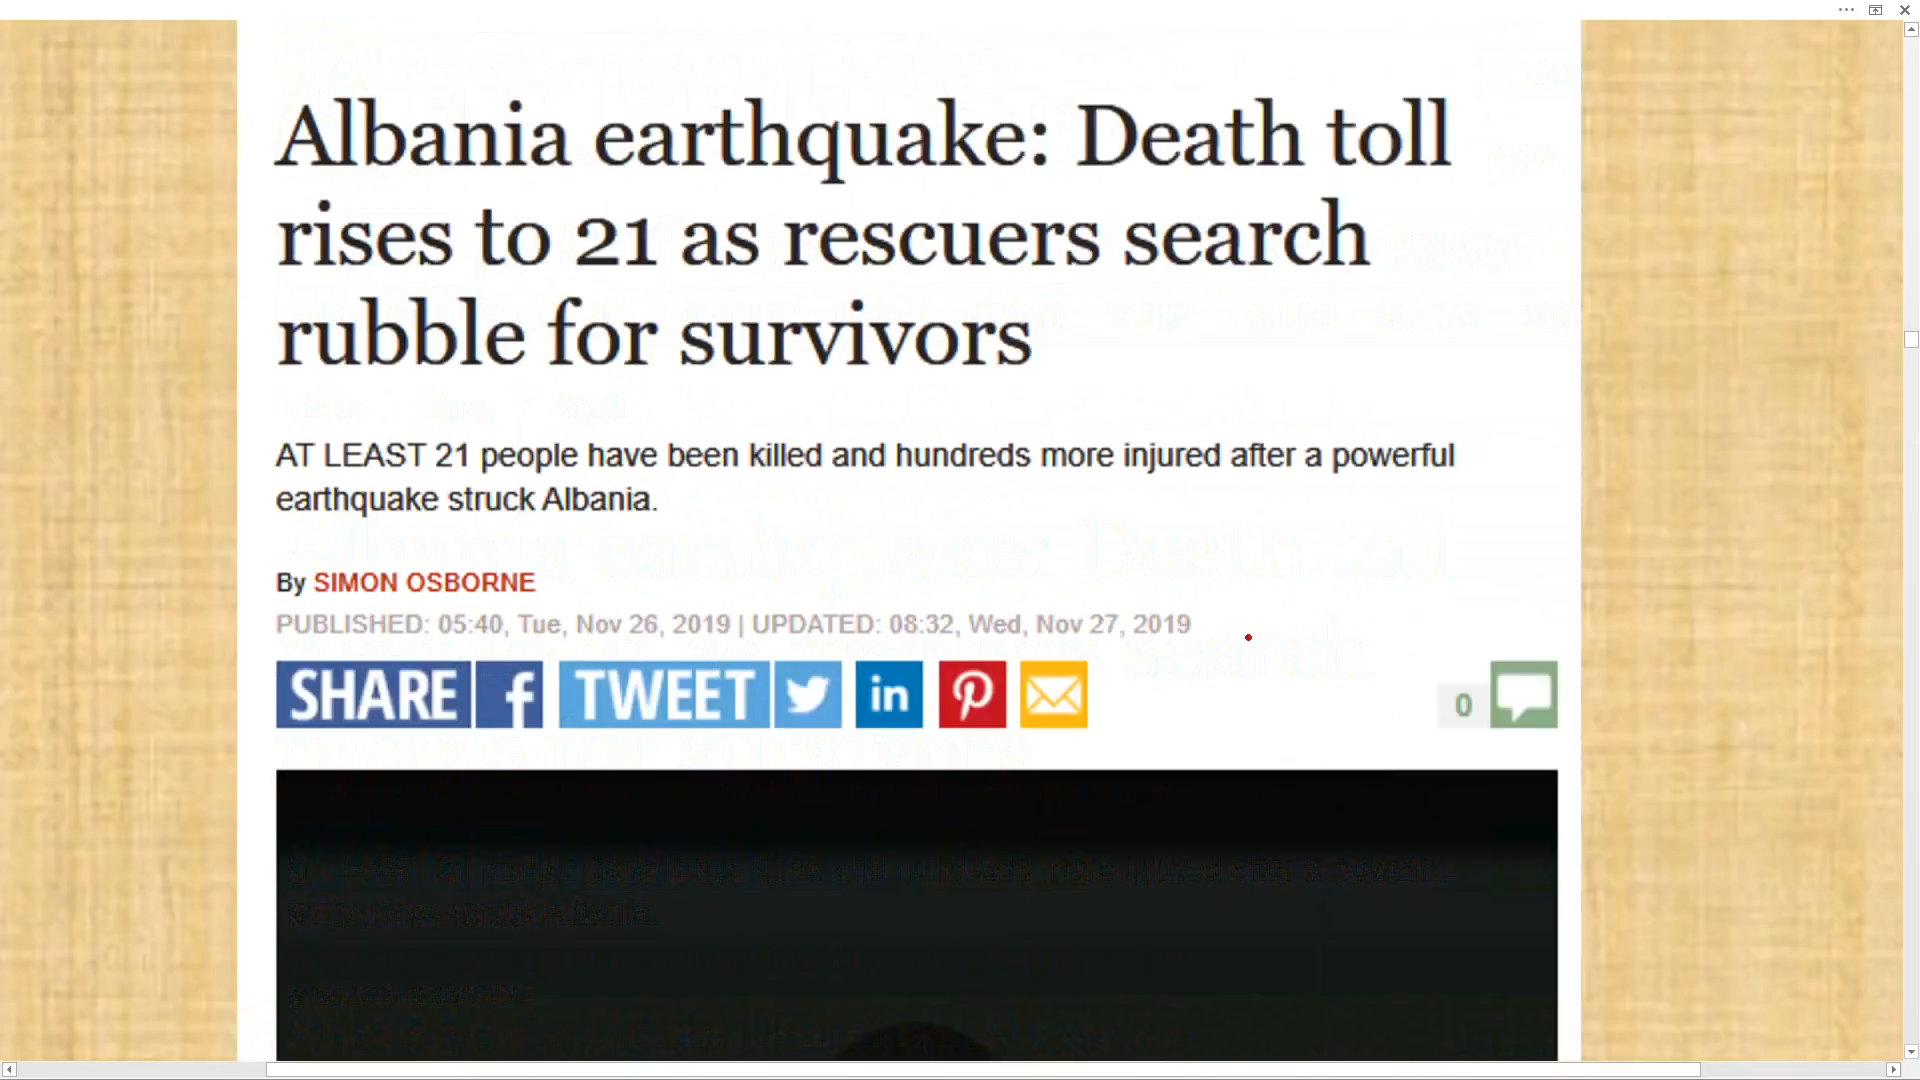 Albania earthquake: Death toll
rises to 21 as rescuers search
rubble for survivors
AT LEAST 21 people have been killed and hundreds more injured after a powerful
earthquake struck Albania.
By SIMON OSBORNE
PUBLISHED: 05:40, Tue, Nov 26, 2019 | UPDATED: 08:32, Wed, Nov 27, 2019
SHARE f TWEET in 0